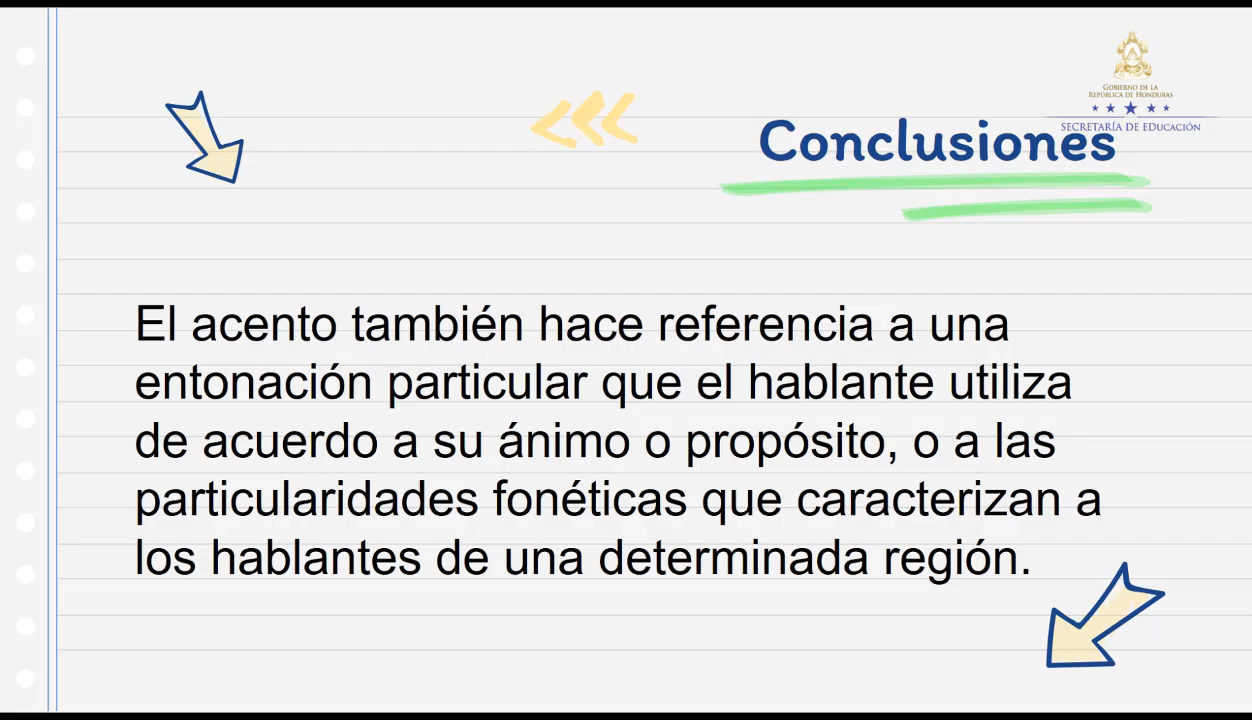 GOBIERNO DE LA
REPÚBLICA DE HONDURAS
SECRETARÍA DE EDUCACIÓN
Conclusiones
El acento también hace referencia a una
entonación particular que el hablante utiliza
de acuerdo a su ánimo o propósito, o a las
particularidades fonéticas que caracterizan a
los hablantes de una determinada región.